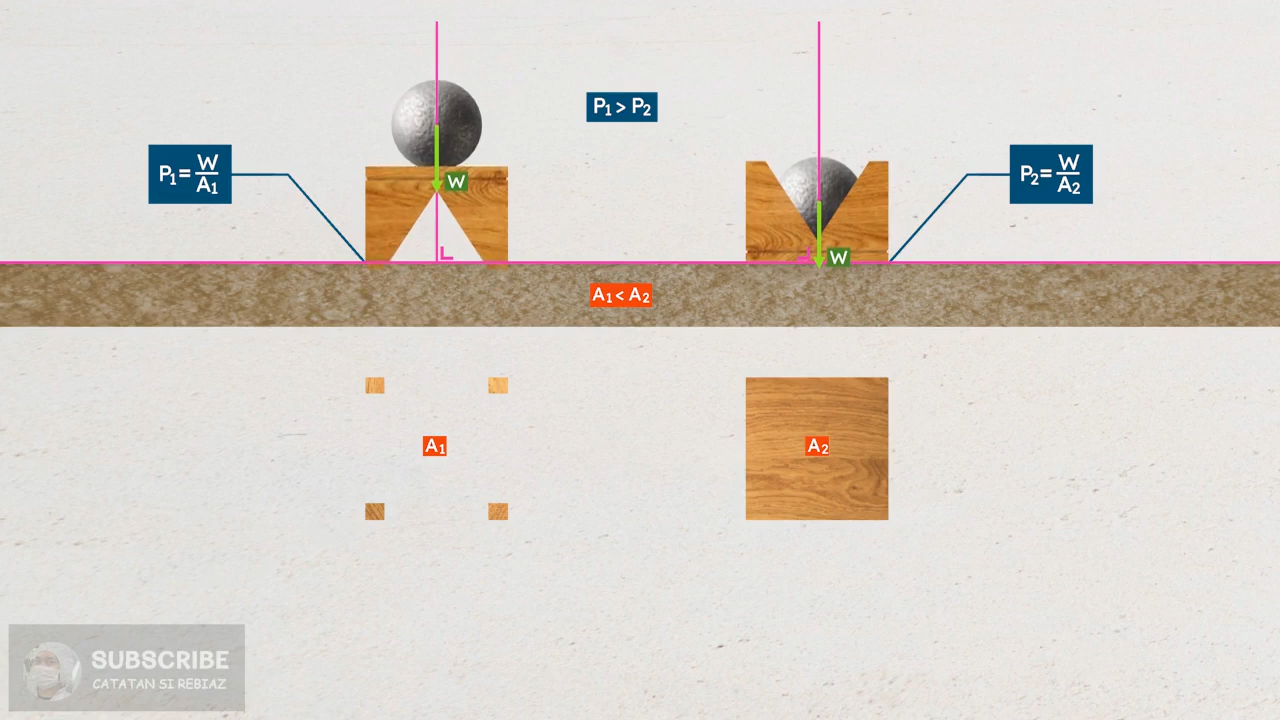 P₁ > P₂
P₁ = W/A₁
P₂ = W/A₂
W
W
A₁ < A₂
A₁
A₂
SUBSCRIBE
CATATAN SI REBIAZ